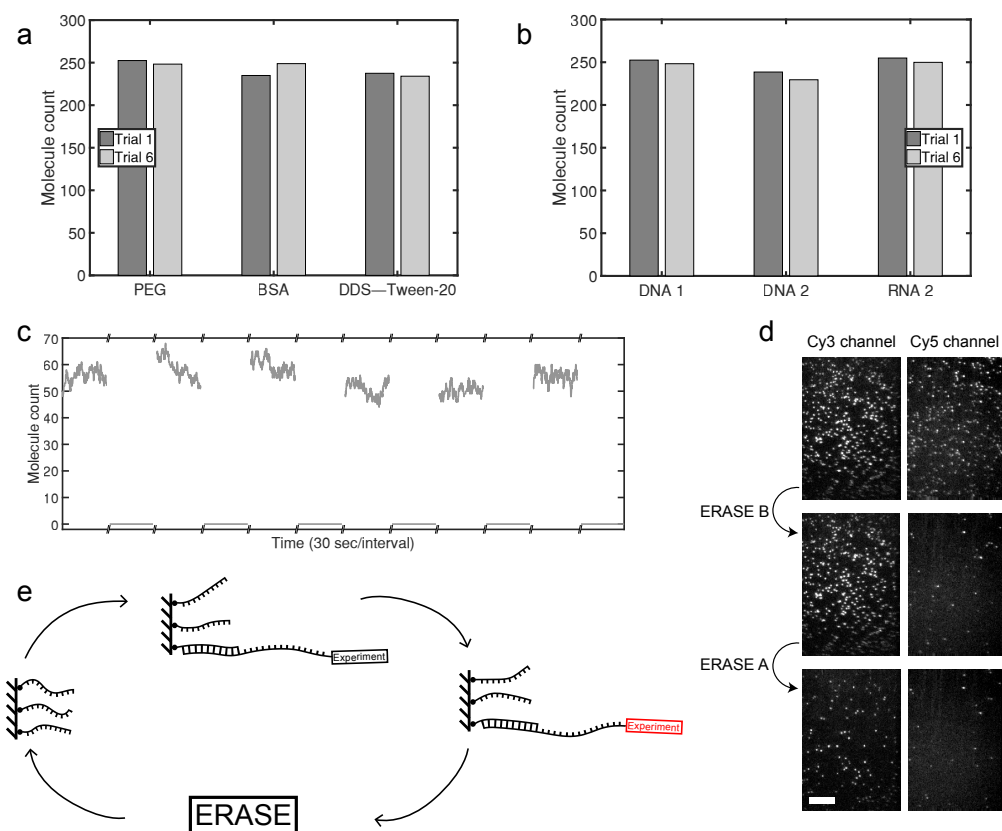 a
300
250
200
150
100
50
0
Molecule count
Trial 1
Trial 6
PEG
BSA
DDS—Tween-20
b
300
250
200
150
100
50
0
Molecule count
Trial 1
Trial 6
DNA 1
DNA 2
RNA 2
c
70
60
50
40
30
20
10
0
Molecule count
Time (30 sec/interval)
d
Cy3 channel
Cy5 channel
ERASE B
ERASE A
e
Experiment
Experiment
ERASE